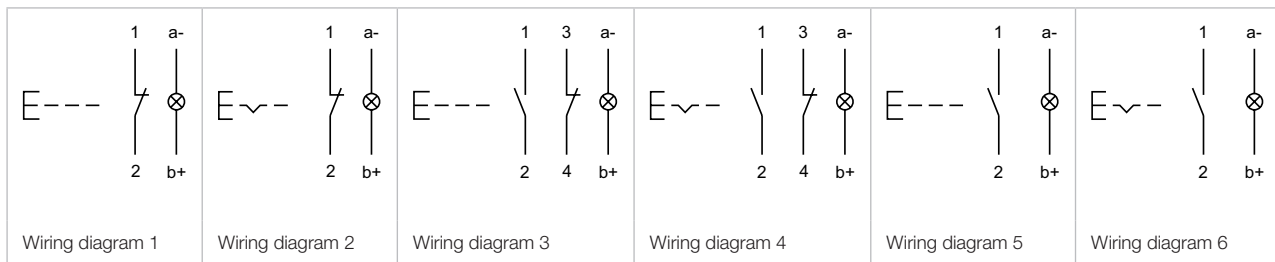 1 a-
2 b+
Wiring diagram 1
1 a-
2 b+
Wiring diagram 2
1 3 a-
2 4 b+
Wiring diagram 3
1 3 a-
2 4 b+
Wiring diagram 4
1 a-
2 b+
Wiring diagram 5
1 a-
2 b+
Wiring diagram 6